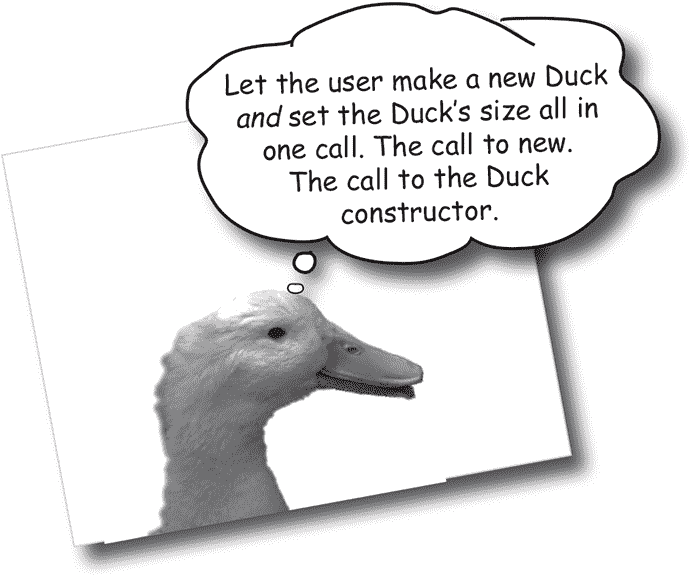 Let the user make a new Duck
and set the Duck's size all in
one call. The call to new.
The call to the Duck
constructor.